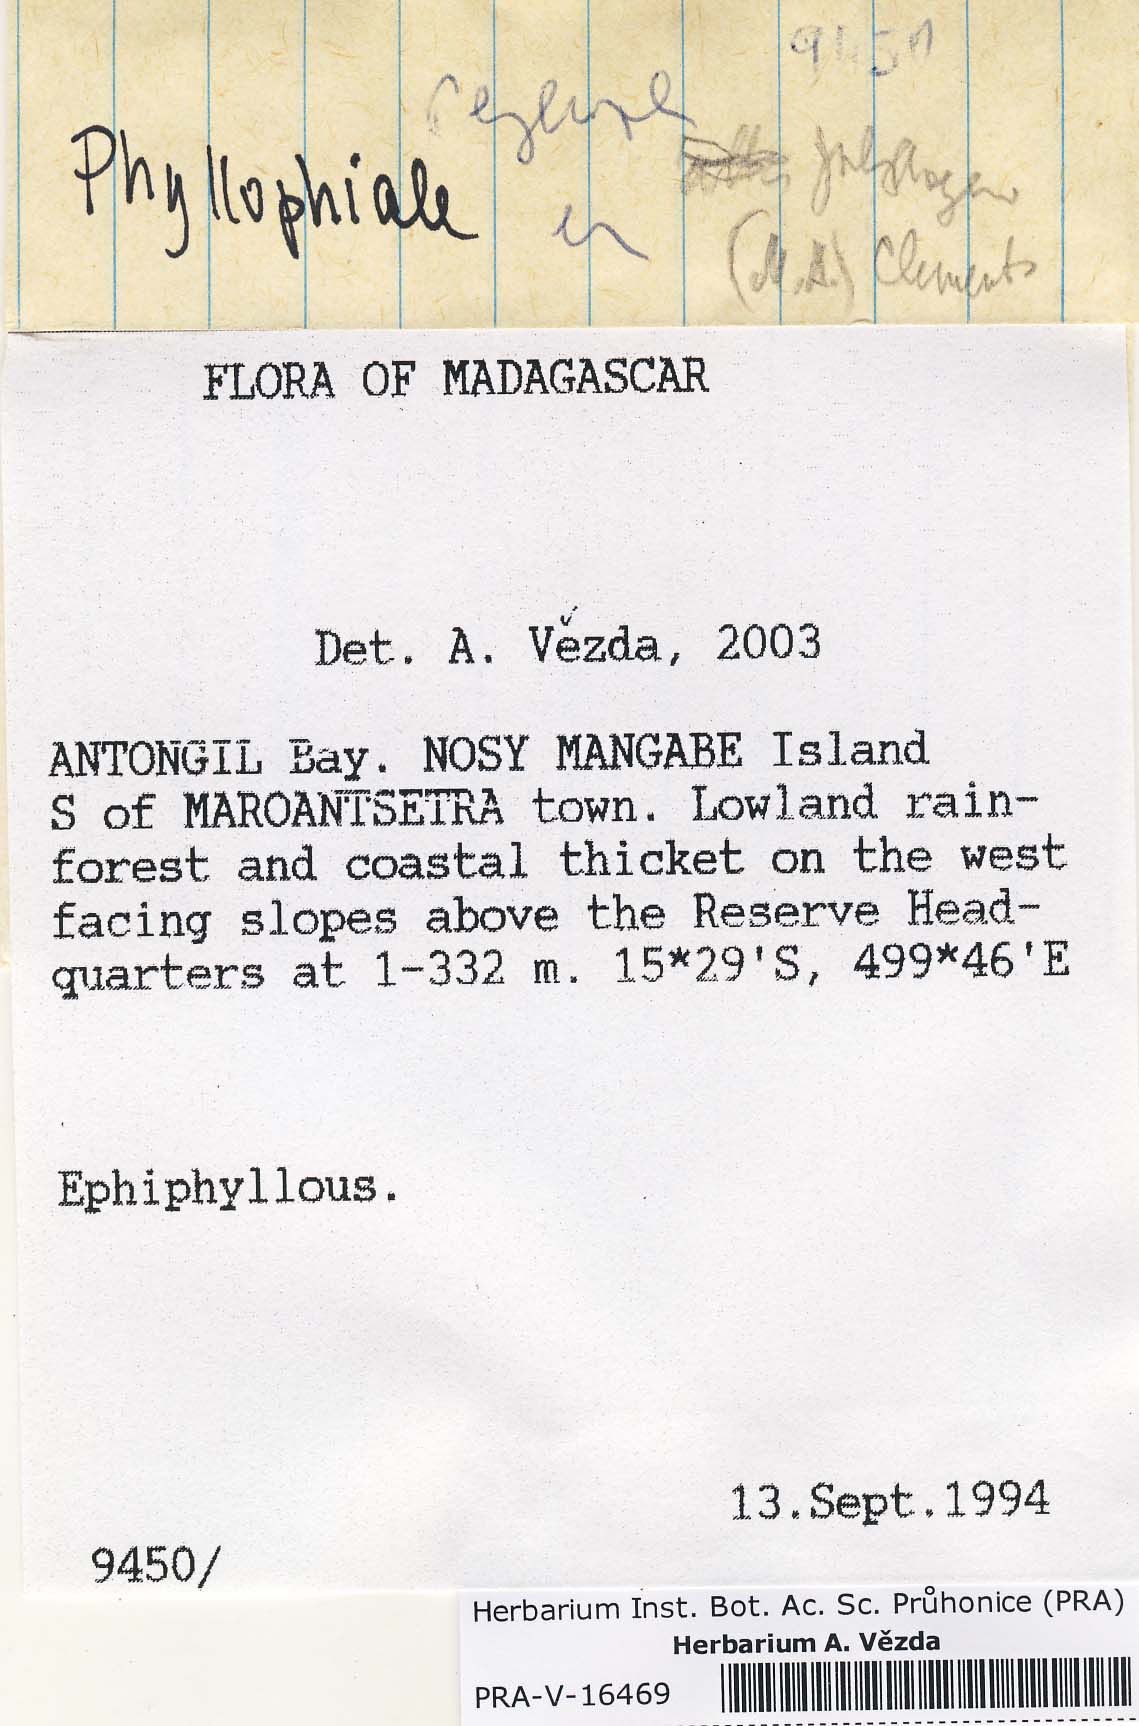 Phyllophiale
(M.A.) Clements
FLORA OF MADAGASCAR
Det. A. Vězda, 2003
ANTONGIL Bay. NOSY MANGABE Island
S of MAROANTSETRA town. Lowland rain-
forest and coastal thicket on the west
facing slopes above the Reserve Head-
quarters at 1-332 m. 15*29'S, 499*46'E
Ephiphyllous.
13.Sept.1994
9450/
Herbarium Inst. Bot. Ac. Sc. Průhonice (PRA)
Herbarium A. Vězda
PRA-V-16469